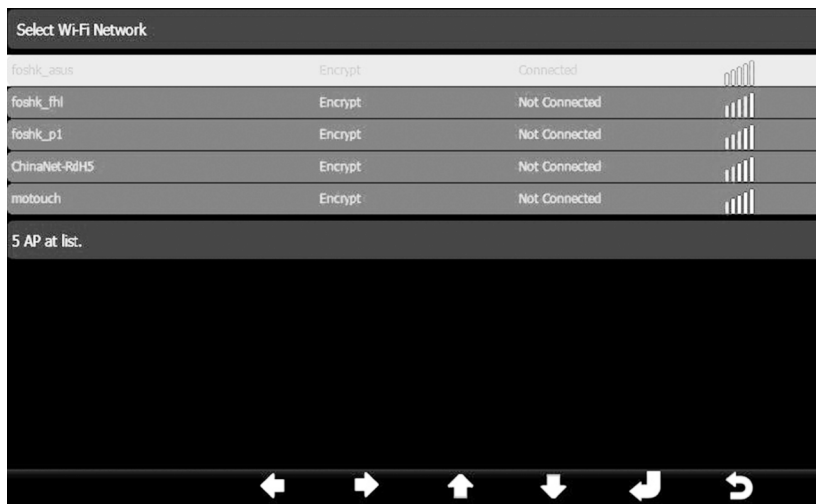 Select Wi-Fi Network
foshk_asus Encrypt Connected
foshk_fhl Encrypt Not Connected
foshk_p1 Encrypt Not Connected
ChinaNet-RdH5 Encrypt Not Connected
motouch Encrypt Not Connected
5 AP at list.